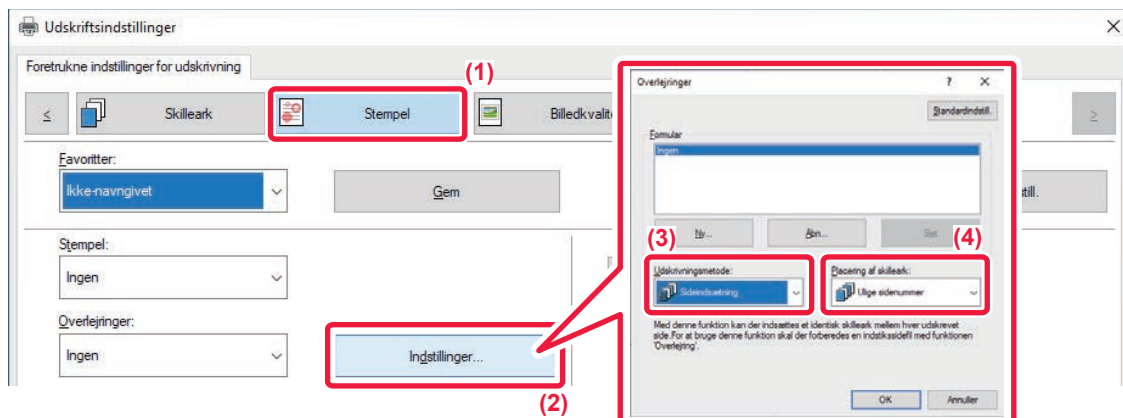 Udskriftsindstillinger
Foretrukne indstillinger for udskrivning
(1)
Skilleark
Stempel
Billedkvalite
Favoritter:
Ikke-navngivet
Gem
till.
Stempel:
Ingen
Overlejringer:
Ingen
Indstillinger...
(2)
Overlejringer
Standardindstill.
Formular
Ingen
Ny...
Åbn...
Slet
(3)
(4)
Udskrivningsmetode:
Placering af skilleark:
Sideindsætning
Ulige sidenummer
Med denne funktion kan der indsættes et identisk skilleark mellem hver udskrevet
side.For at bruge denne funktion skal der forberedes en indstikssidefil med funktionen
'Overlejring'.
OK
Annuller